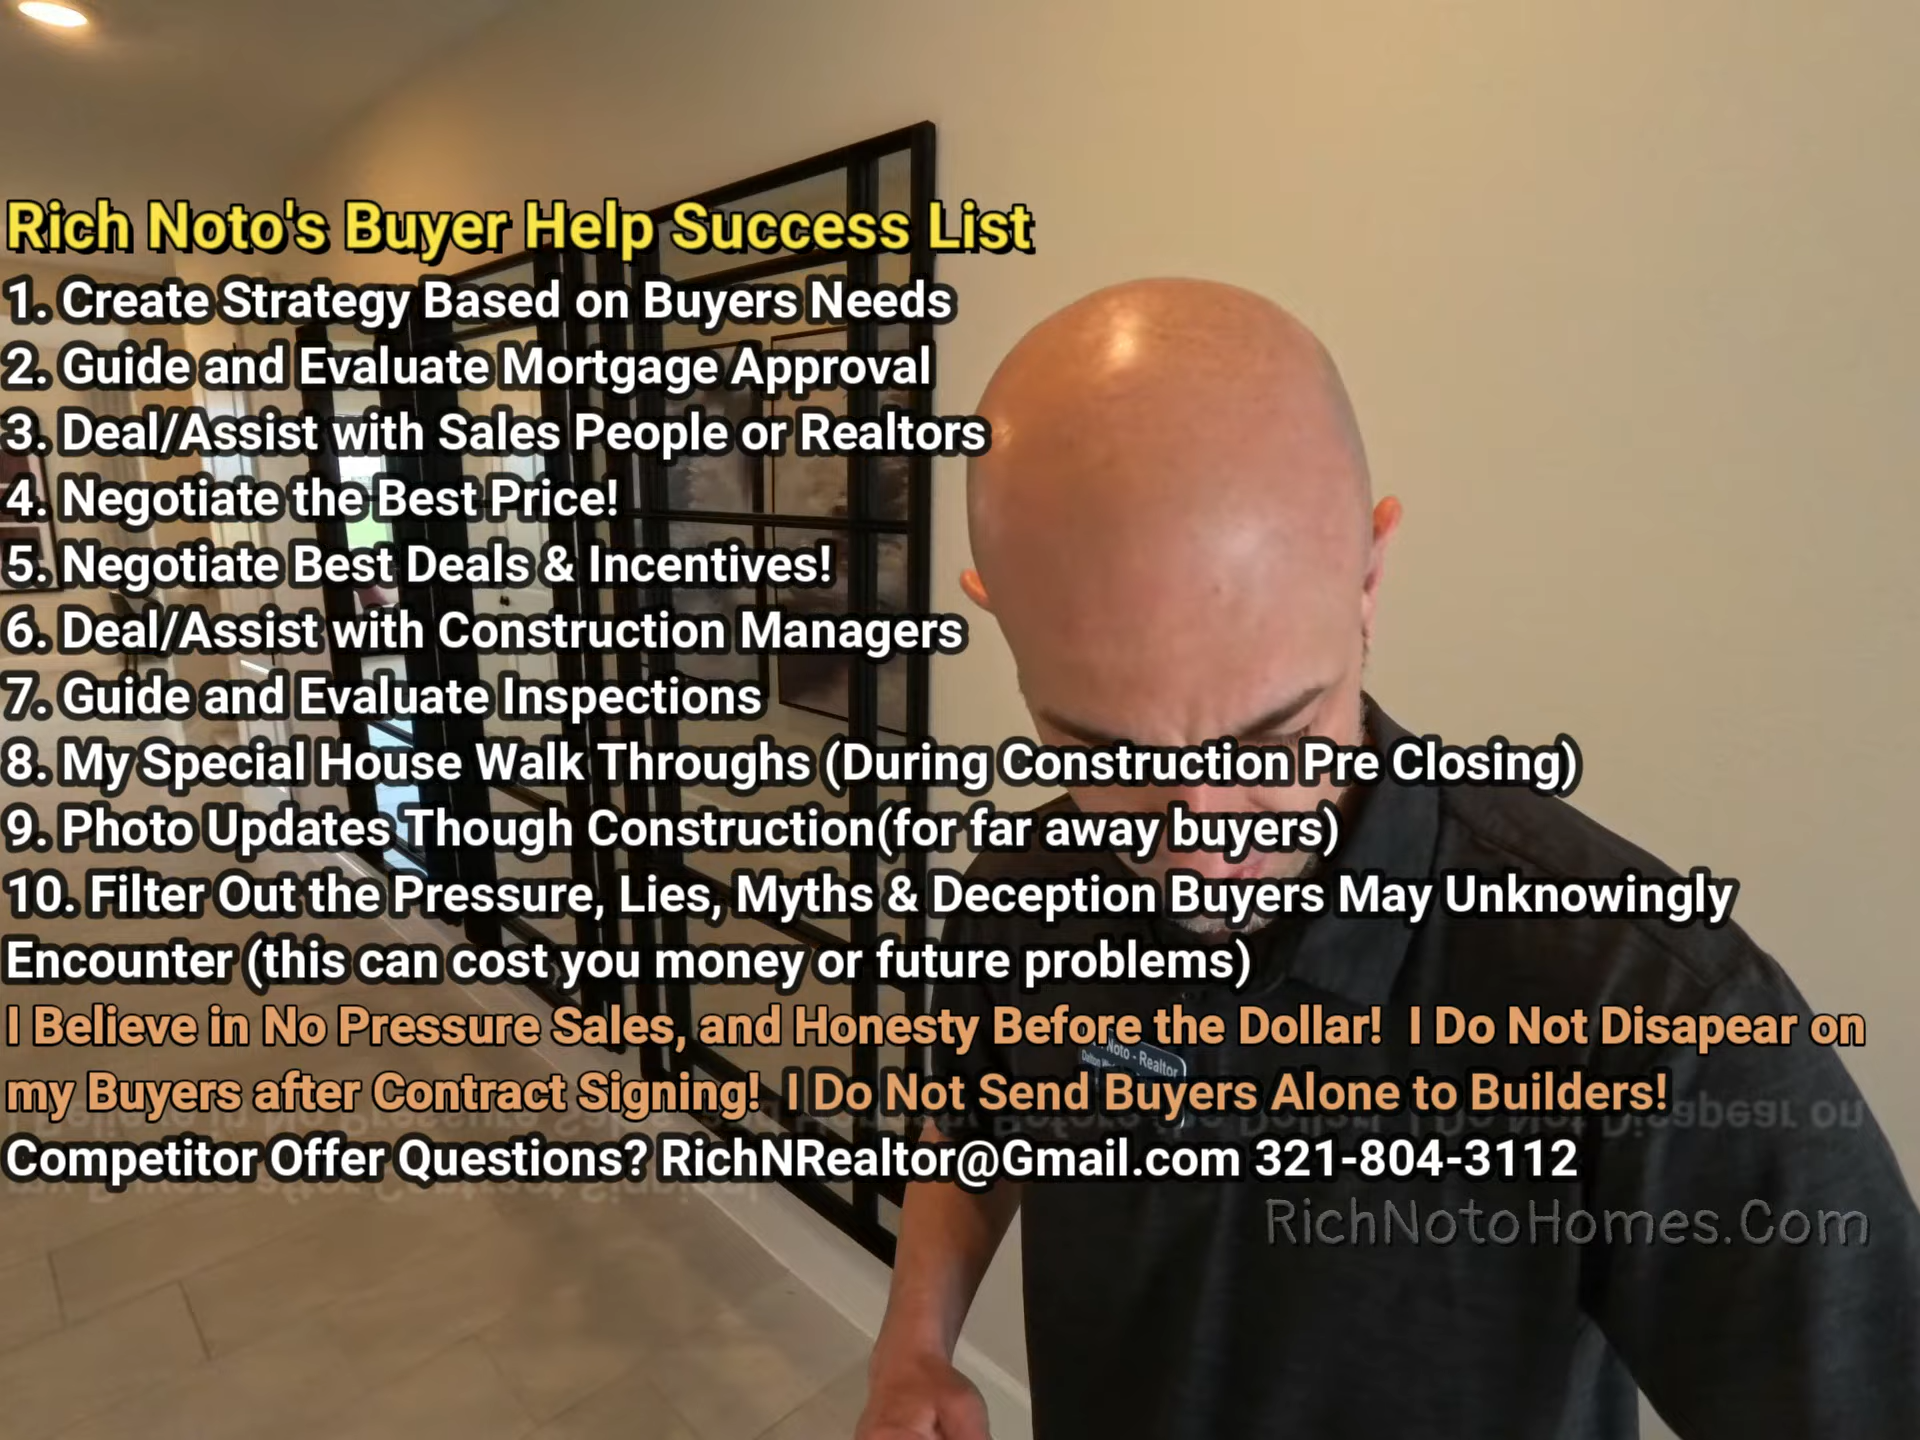 Rich Noto's Buyer Help Success List
1. Create Strategy Based on Buyers Needs
2. Guide and Evaluate Mortgage Approval
3. Deal/Assist with Sales People or Realtors
4. Negotiate the Best Price!
5. Negotiate Best Deals & Incentives!
6. Deal/Assist with Construction Managers
7. Guide and Evaluate Inspections
8. My Special House Walk Throughs (During Construction Pre Closing)
9. Photo Updates Though Construction(for far away buyers)
10. Filter Out the Pressure, Lies, Myths & Deception Buyers May Unknowingly
Encounter (this can cost you money or future problems)
I Believe in No Pressure Sales, and Honesty Before the Dollar!  I Do Not Disapear on
Noto - Realtor
my Buyers after Contract Signing!  I Do Not Send Buyers Alone to Builders!
Competitor Offer Questions? RichNRealtor@Gmail.com 321-804-3112
RichNotoHomes.Com